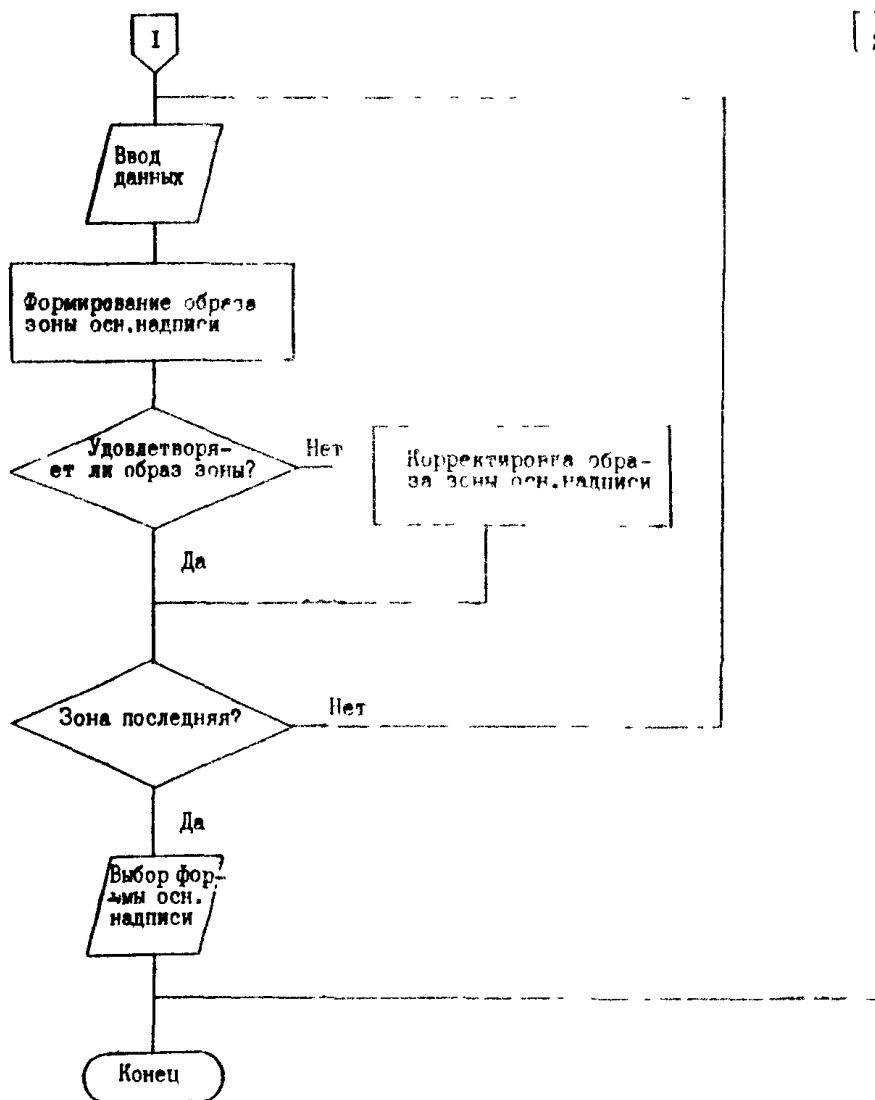 I
Ввод
данных
Формирование образа
зоны осн.надписи
Удовлетворя-
ет ли образ зоны?
Нет
Корректировка обра-
за зоны осн.надписи
Да
Зона последняя?
Нет
Да
Выбор фор-
мы осн.
надписи
Конец